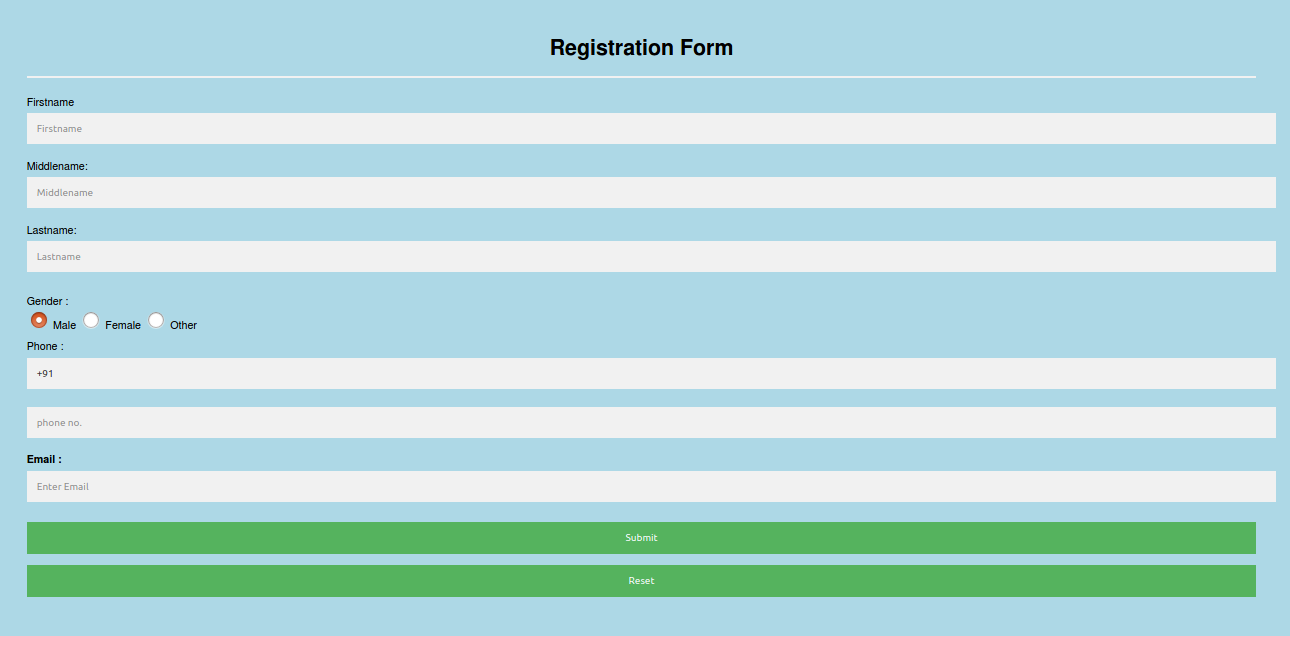 Registration Form
Firstname
Firstname
Middlename:
Middlename
Lastname:
Lastname
Gender :
Male Female Other
Phone :
+91
phone no.
Email :
Enter Email
Submit
Reset